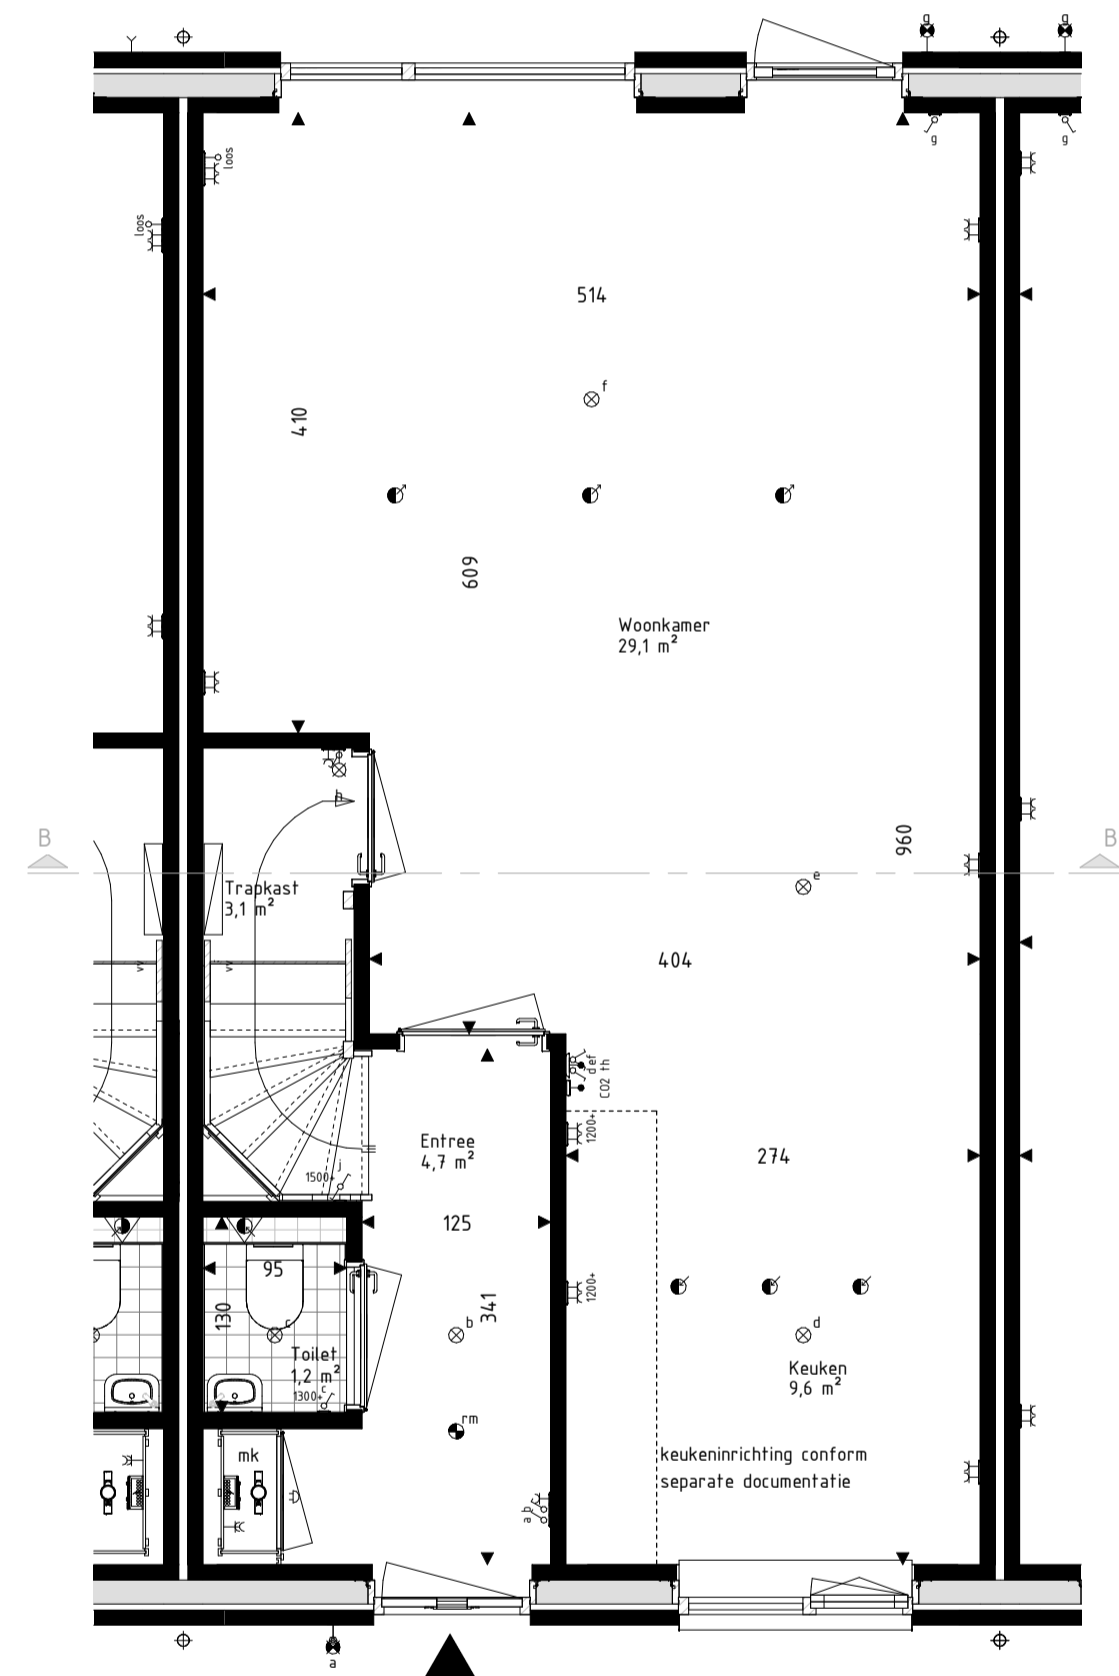 g
g
g
g
loos
loos
514
f
410
609
Woonkamer
29,1 m²
h
B
B
960
Trapkast
3,1 m²
e
vv
vv
404
def
CO2 th
1200+
Entree
4,7 m²
274
j
1500+
125
95
1200+
341
130
c
b
d
Toilet
1,2 m²
c
1300+
Keuken
9,6 m²
rm
mk
keukeninrichting conform
separate documentatie
a b c
a